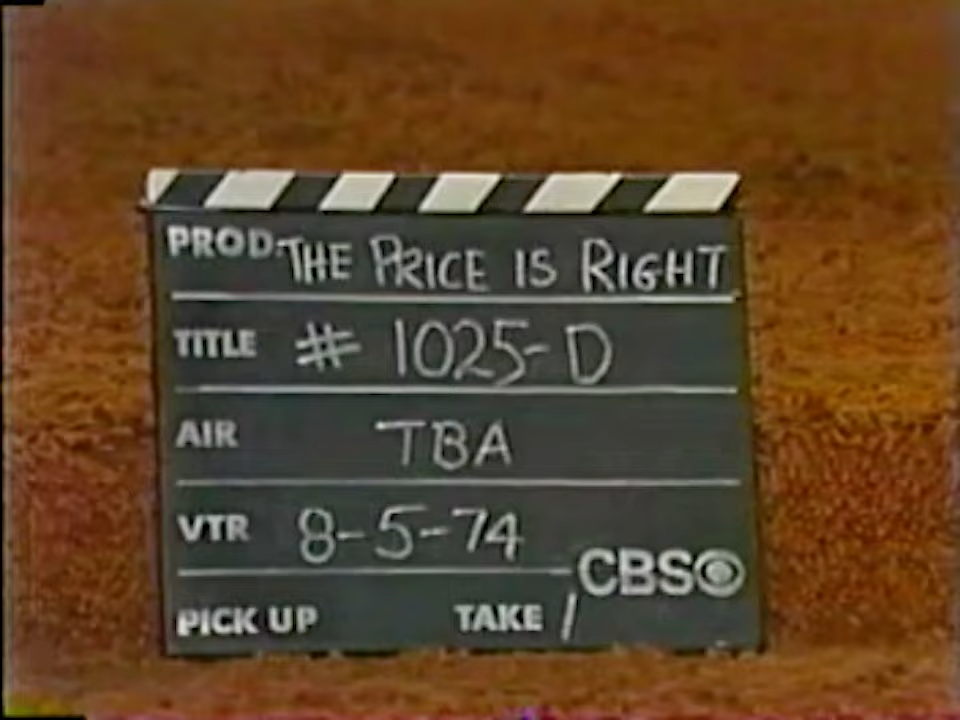 PROD. THE PRICE IS RIGHT
TITLE # 1025-D
AIR TBA
VTR 8-5-74
CBS
PICK UP TAKE 1